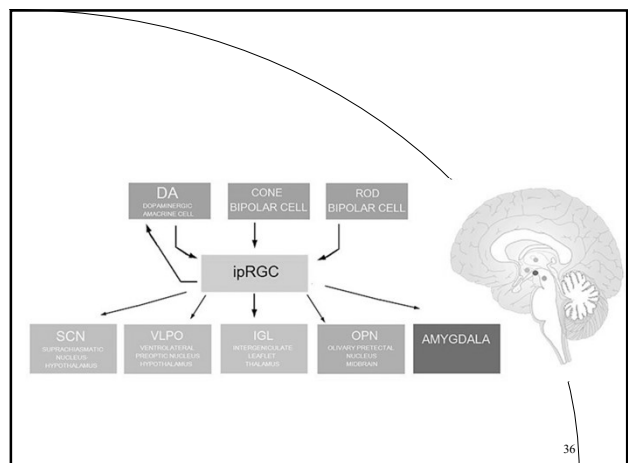 DA
DOPAMINERGIC
AMACRINE CELL
CONE
BIPOLAR CELL
ROD
BIPOLAR CELL
ipRGC
SCN
SUPRACHIASMATIC
NUCLEUS-
HYPOTHALAMUS
VLPO
VENTROLATERAL
PREOPTIC NUCLEUS
HYPOTHALAMUS
IGL
INTERGENICULATE
LEAFLET
THALAMUS
OPN
OLIVARY PRETECTAL
NUCLEUS
MIDBRAIN
AMYGDALA
36